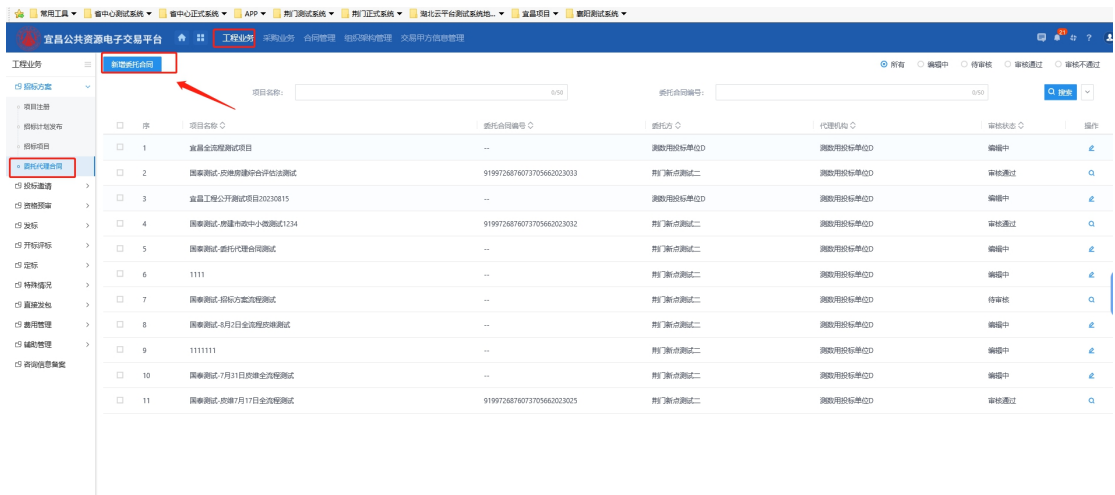 常用工具 省中心测试系统 省中心正式系统 APP 荆门测试系统 荆门正式系统 湖北云平台测试系统地... 宜昌项目 襄阳测试系统
宜昌公共资源电子交易平台 工程业务 采购业务 合同管理 组织架构管理 交易甲方信息管理 21 ?
工程业务 新增委托合同 所有 编辑中 待审核 审核通过 审核不通过
招标方案 项目名称: 0/50 委托合同编号: 0/50 搜索
项目注册
招标计划发布 序 项目名称 委托合同编号 委托方 代理机构 审核状态 操作
招标项目 1 宜昌全流程测试项目 -- 测数用投标单位D 测数用投标单位D 编辑中
委托代理合同 2 国泰测试-皮维房建综合评估法测试 91997268760737056620230​33 荆门新点测试二 测数用投标单位D 审核通过
投标邀请
资格预审 3 宜昌工程公开测试项目20230815 -- 测数用投标单位D 测数用投标单位D 编辑中
发标 4 国泰测试-房建市政中小微测试1234 9199726876073705662023032 荆门新点测试二 测数用投标单位D 审核通过
开标评标 5 国泰测试-委托代理合同测试 -- 荆门新点测试二 测数用投标单位D 编辑中
定标
特殊情况 6 1111 -- 荆门新点测试二 测数用投标单位D 编辑中
直接发包 7 国泰测试-招标方案流程测试 -- 荆门新点测试二 测数用投标单位D 待审核
费用管理 8 国泰测试-8月2日全流程皮维测试 -- 荆门新点测试二 测数用投标单位D 编辑中
辅助管理 9 1111111 -- 荆门新点测试二 测数用投标单位D 编辑中
咨询信息备案
10 国泰测试-7月31日皮维全流程测试 -- 荆门新点测试二 测数用投标单位D 编辑中
11 国泰测试-皮维7月17日全流程测试 9199726876073705662023025 荆门新点测试二 测数用投标单位D 审核通过